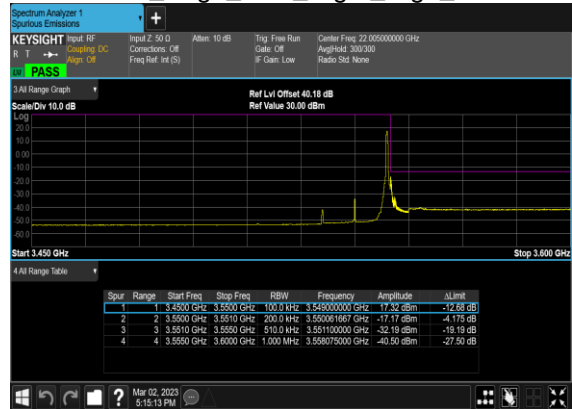 Spectrum Analyzer 1
Spurious Emissions
KEYSIGHT
R T
LW PASS
Input: RF
Coupling: DC
Align: Off
Input Z: 50 Ω
Corrections: Off
Freq Ref: Int (S)
Atten: 10 dB
Trig: Free Run
Gate: Off
IF Gain: Low
Center Freq: 22.005000000 GHz
Avg|Hold: 300/300
Radio Std: None
3 All Range Graph
Ref Lvl Offset 40.18 dB
Scale/Div 10.0 dB
Ref Value 30.00 dBm
Log
20.0
10.0
0.00
-10.0
-20.0
-30.0
-40.0
-50.0
-60.0
Start 3.450 GHz
Stop 3.600 GHz
4 All Range Table
Spur Range Start Freq Stop Freq RBW Frequency Amplitude ΔLimit
1 1 3.4500 GHz 3.5500 GHz 100.0 kHz 3.549000000 GHz 17.32 dBm -12.68 dB
2 2 3.5500 GHz 3.5510 GHz 200.0 kHz 3.550061667 GHz -17.17 dBm -4.175 dB
3 3 3.5510 GHz 3.5550 GHz 510.0 kHz 3.551100000 GHz -32.19 dBm -19.19 dB
4 4 3.5550 GHz 3.6000 GHz 1.000 MHz 3.558075000 GHz -40.50 dBm -27.50 dB
?
Mar 02, 2023
5:15:13 PM